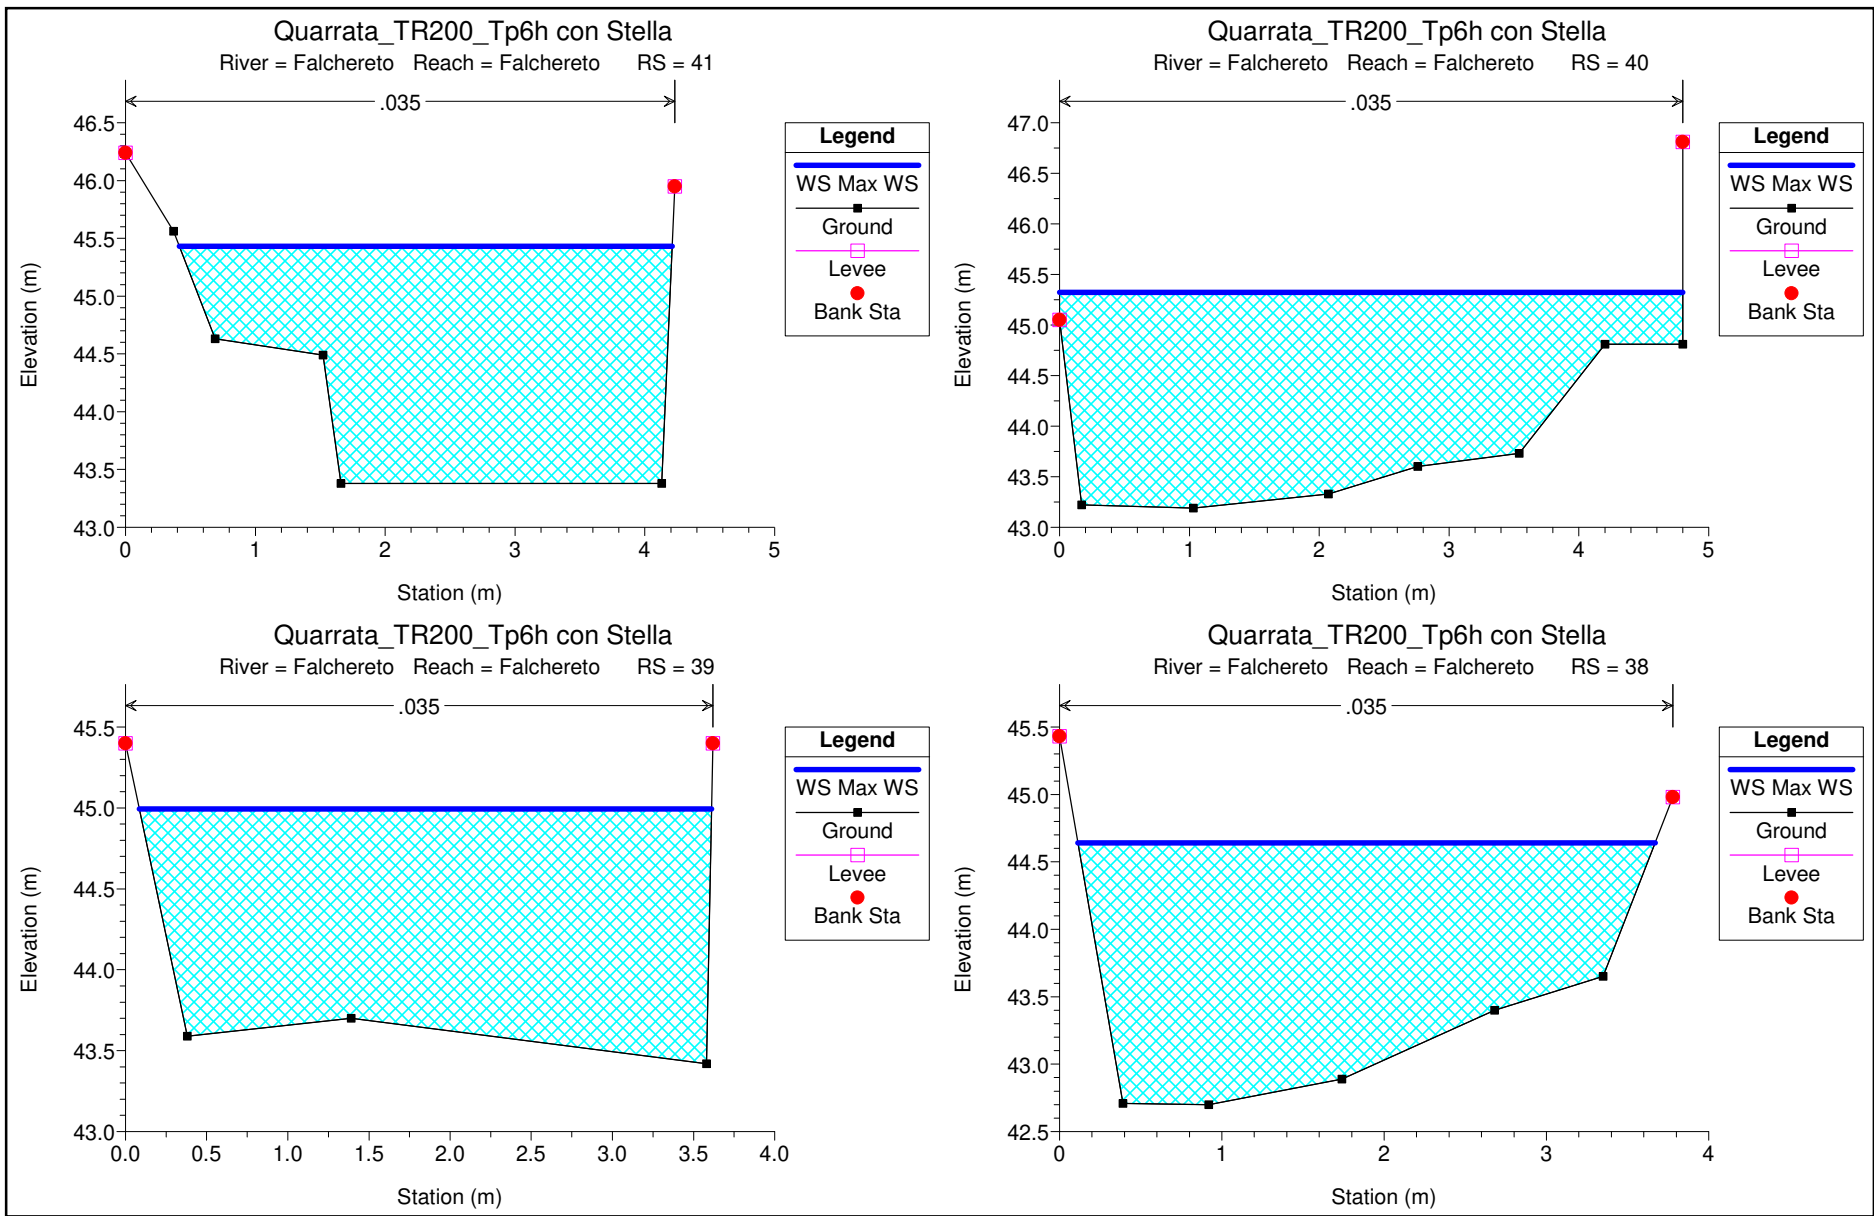 Quarrata_TR200_Tp6h con Stella
River = Falchereto Reach = Falchereto RS = 41
.035
46.5
46.0
45.5
45.0
44.5
44.0
43.5
43.0
0 1 2 3 4 5
Elevation (m)
Station (m)
Legend
WS Max WS
Ground
Levee
Bank Sta
Quarrata_TR200_Tp6h con Stella
River = Falchereto Reach = Falchereto RS = 40
.035
47.0
46.5
46.0
45.5
45.0
44.5
44.0
43.5
43.0
0 1 2 3 4 5
Elevation (m)
Station (m)
Legend
WS Max WS
Ground
Levee
Bank Sta
Quarrata_TR200_Tp6h con Stella
River = Falchereto Reach = Falchereto RS = 39
.035
45.5
45.0
44.5
44.0
43.5
43.0
0.0 0.5 1.0 1.5 2.0 2.5 3.0 3.5 4.0
Elevation (m)
Station (m)
Legend
WS Max WS
Ground
Levee
Bank Sta
Quarrata_TR200_Tp6h con Stella
River = Falchereto Reach = Falchereto RS = 38
.035
45.5
45.0
44.5
44.0
43.5
43.0
42.5
0 1 2 3 4
Elevation (m)
Station (m)
Legend
WS Max WS
Ground
Levee
Bank Sta